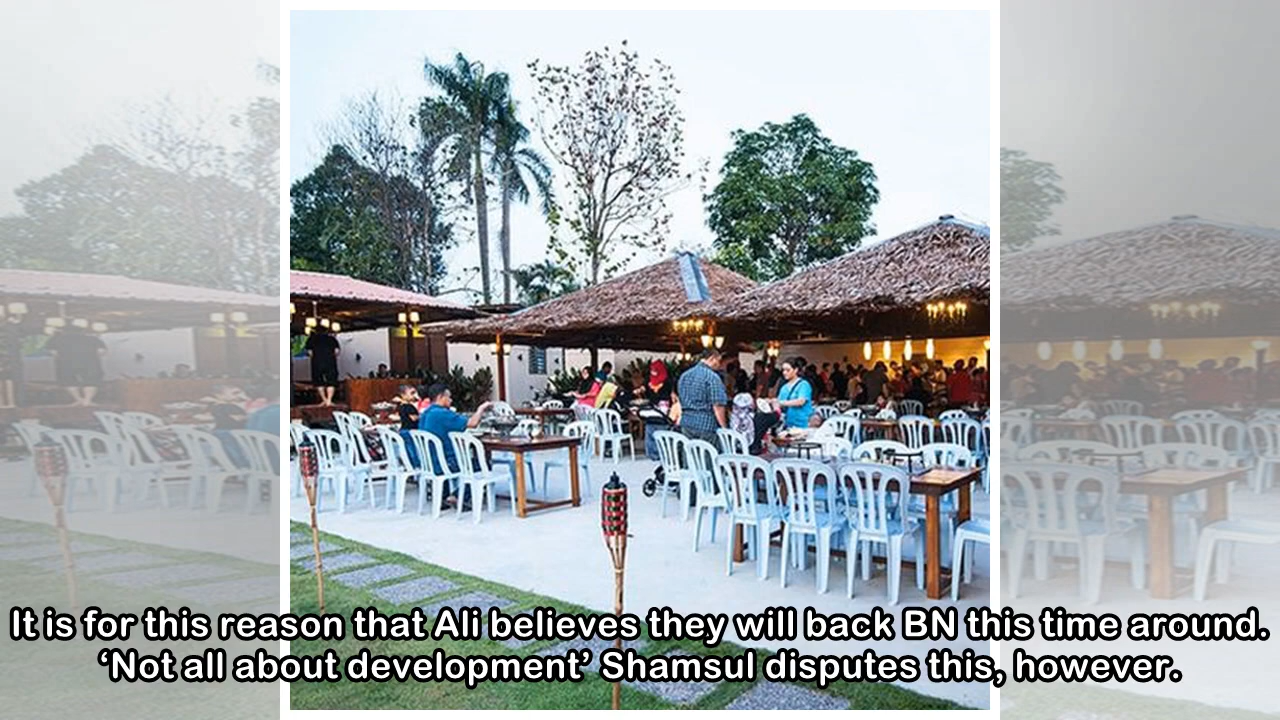 It is for this reason that Ali believes they will back BN this time around.
‘Not all about development’ Shamsul disputes this, however.